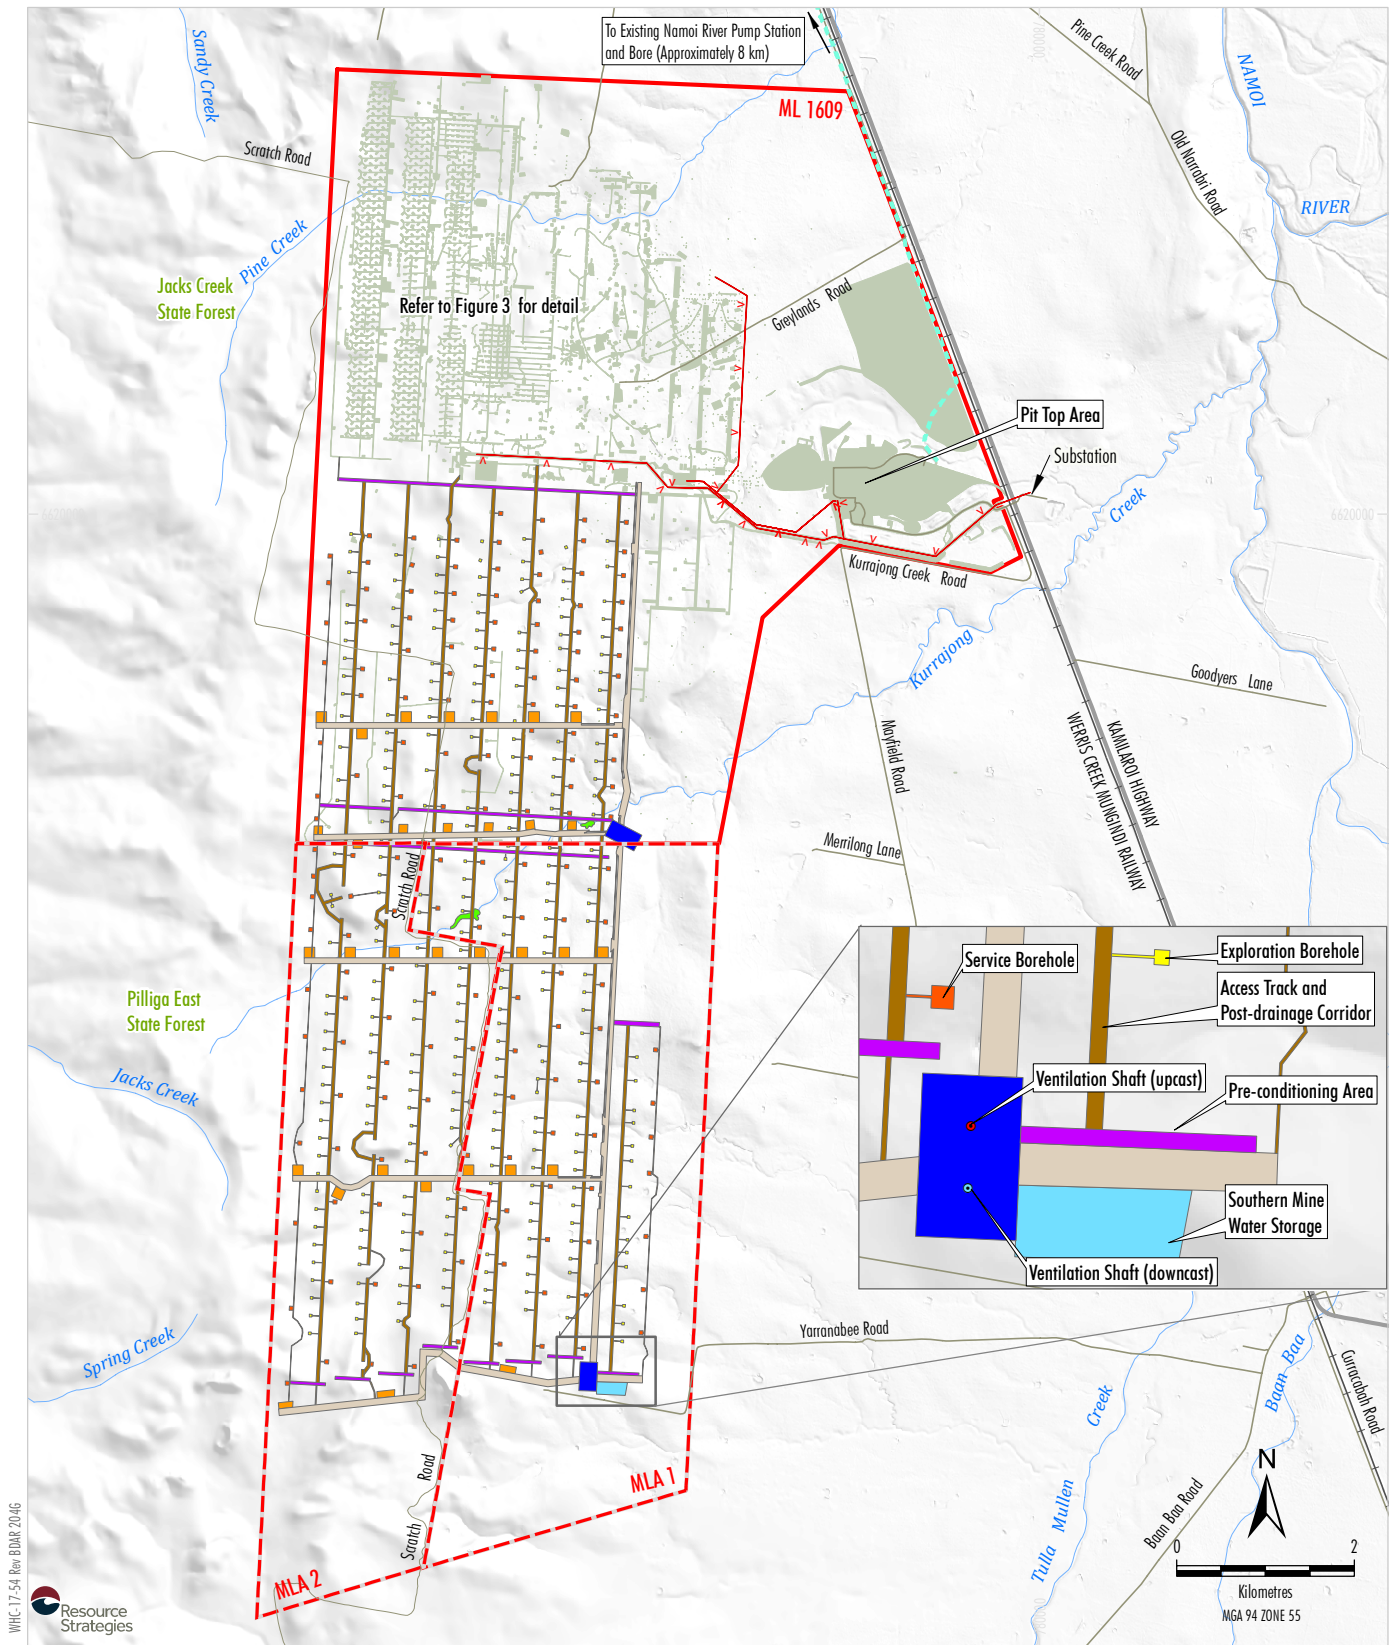 To Existing Namoi River Pump Station
and Bore (Approximately 8 km)
Pine Creek Road
800000
Sandy Creek
NAMOI
ML 1609
Scratch Road
Old Narrabri Road
RIVER
Pine Creek
Jacks Creek
State Forest
Refer to Figure 3 for detail
Greylands Road
Pit Top Area
Substation
Creek
6620000
6620000
Kurrajong Creek Road
Kurrajong
Goodyers Lane
Mayfield Road
WERRIS CREEK MUNGINDI RAILWAY
KAMILAROI HIGHWAY
Merrilong Lane
Scratch Road
Service Borehole
Exploration Borehole
Access Track and
Post-drainage Corridor
Pilliga East
State Forest
Ventilation Shaft (upcast)
Pre-conditioning Area
Jacks Creek
Southern Mine
Water Storage
Ventilation Shaft (downcast)
Spring Creek
Yarranabee Road
Baan Baa
Curracabah Road
Creek
Tulla Mullen
Scratch Road
MLA 1
MLA 2
Baan Baa Road
N
0
2
Kilometres
MGA 94 ZONE 55
WHC-17-54 Rev BDAR 204G
Resource
Strategies